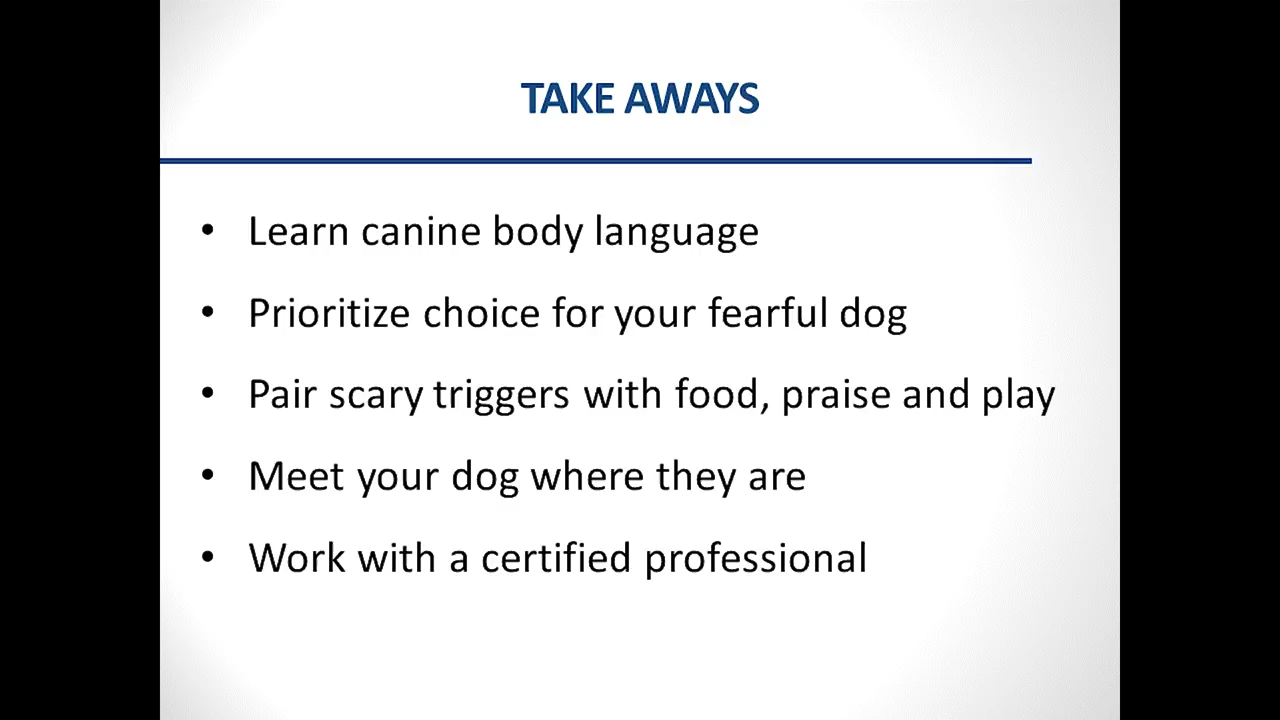 TAKE AWAYS
• Learn canine body language
• Prioritize choice for your fearful dog
• Pair scary triggers with food, praise and play
• Meet your dog where they are
• Work with a certified professional